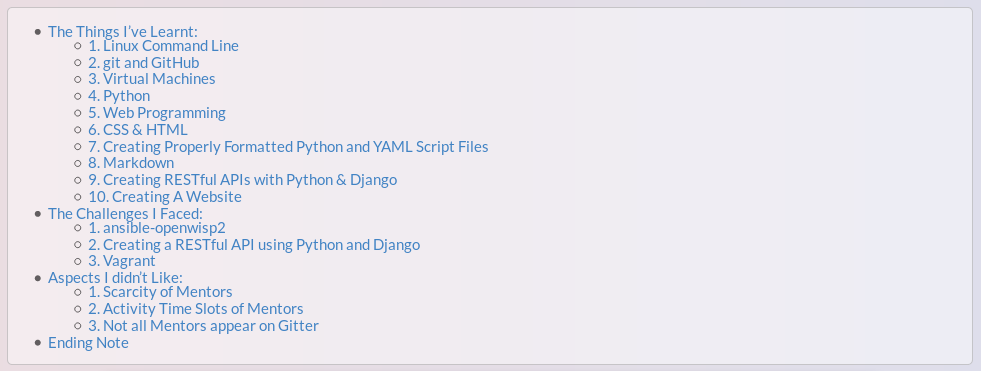 The Things I've Learnt:
1. Linux Command Line
2. git and GitHub
3. Virtual Machines
4. Python
5. Web Programming
6. CSS & HTML
7. Creating Properly Formatted Python and YAML Script Files
8. Markdown
9. Creating RESTful APIs with Python & Django
10. Creating A Website
The Challenges I Faced:
1. ansible-openwisp2
2. Creating a RESTful API using Python and Django
3. Vagrant
Aspects I didn't Like:
1. Scarcity of Mentors
2. Activity Time Slots of Mentors
3. Not all Mentors appear on Gitter
Ending Note